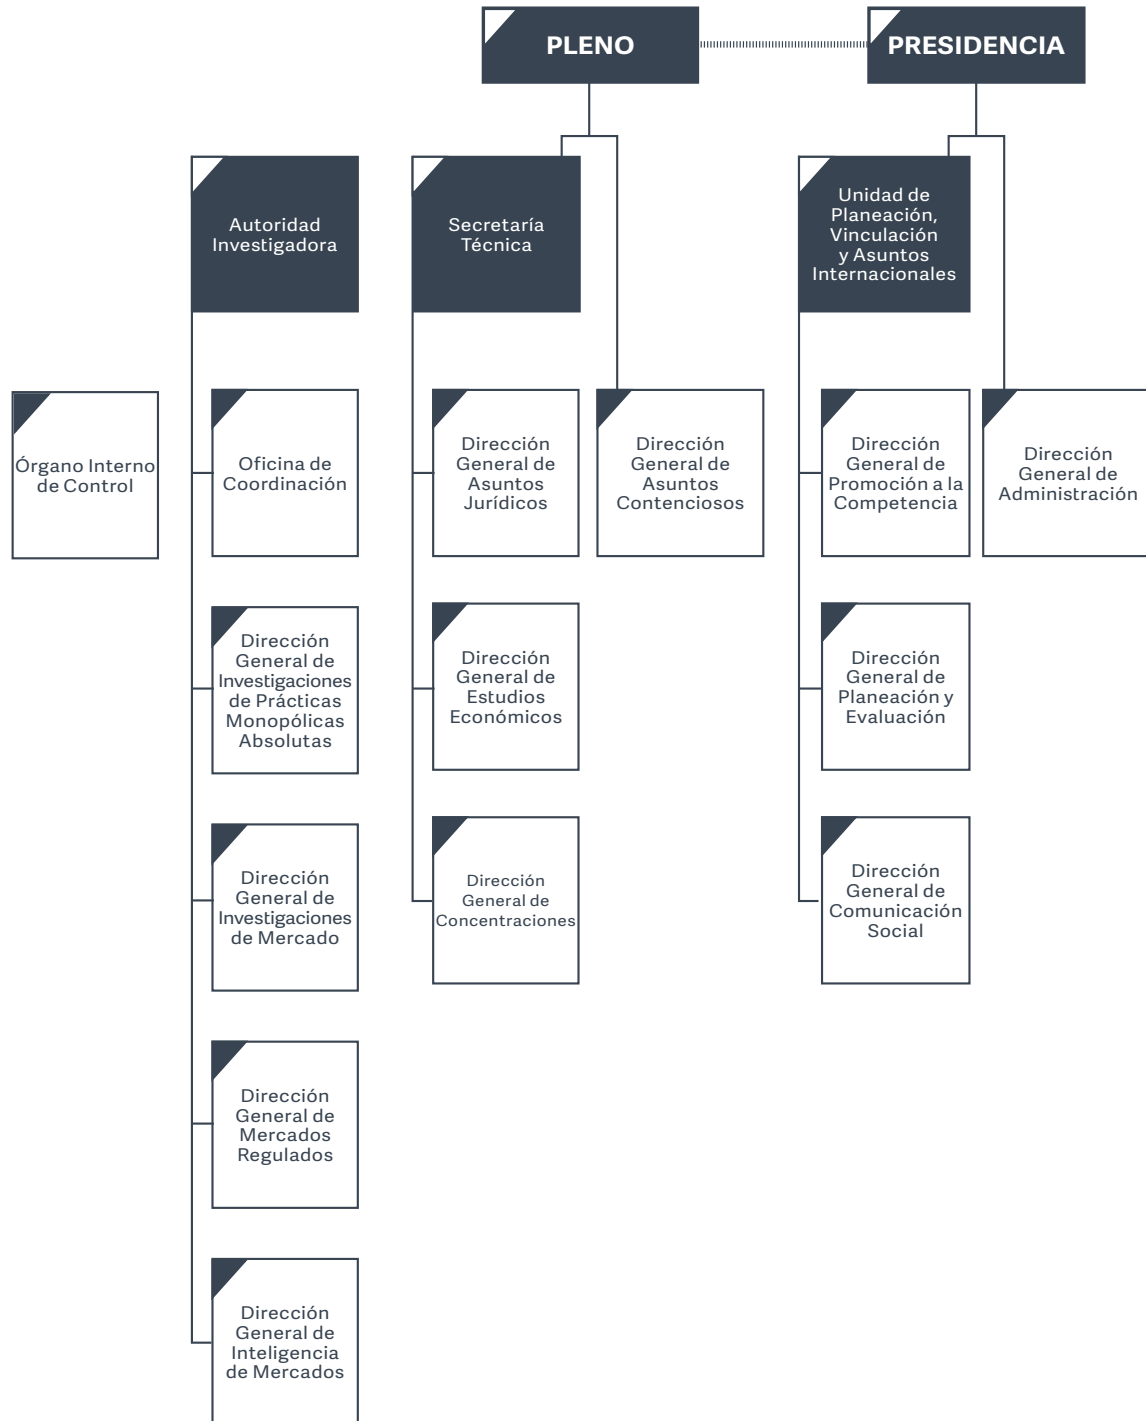 PLENO
PRESIDENCIA
Autoridad
Investigadora
Secretaría
Técnica
Unidad de
Planeación,
Vinculación
y Asuntos
Internacionales
Órgano Interno
de Control
Oficina de
Coordinación
Dirección
General de
Asuntos
Jurídicos
Dirección
General de
Asuntos
Contenciosos
Dirección
General de
Promoción a la
Competencia
Dirección
General de
Administración
Dirección
General de
Investigaciones
de Prácticas
Monopólicas
Absolutas
Dirección
General de
Estudios
Económicos
Dirección
General de
Planeación y
Evaluación
Dirección
General de
Investigaciones
de Mercado
Dirección
General de
Concentraciones
Dirección
General de
Comunicación
Social
Dirección
General de
Mercados
Regulados
Dirección
General de
Inteligencia
de Mercados